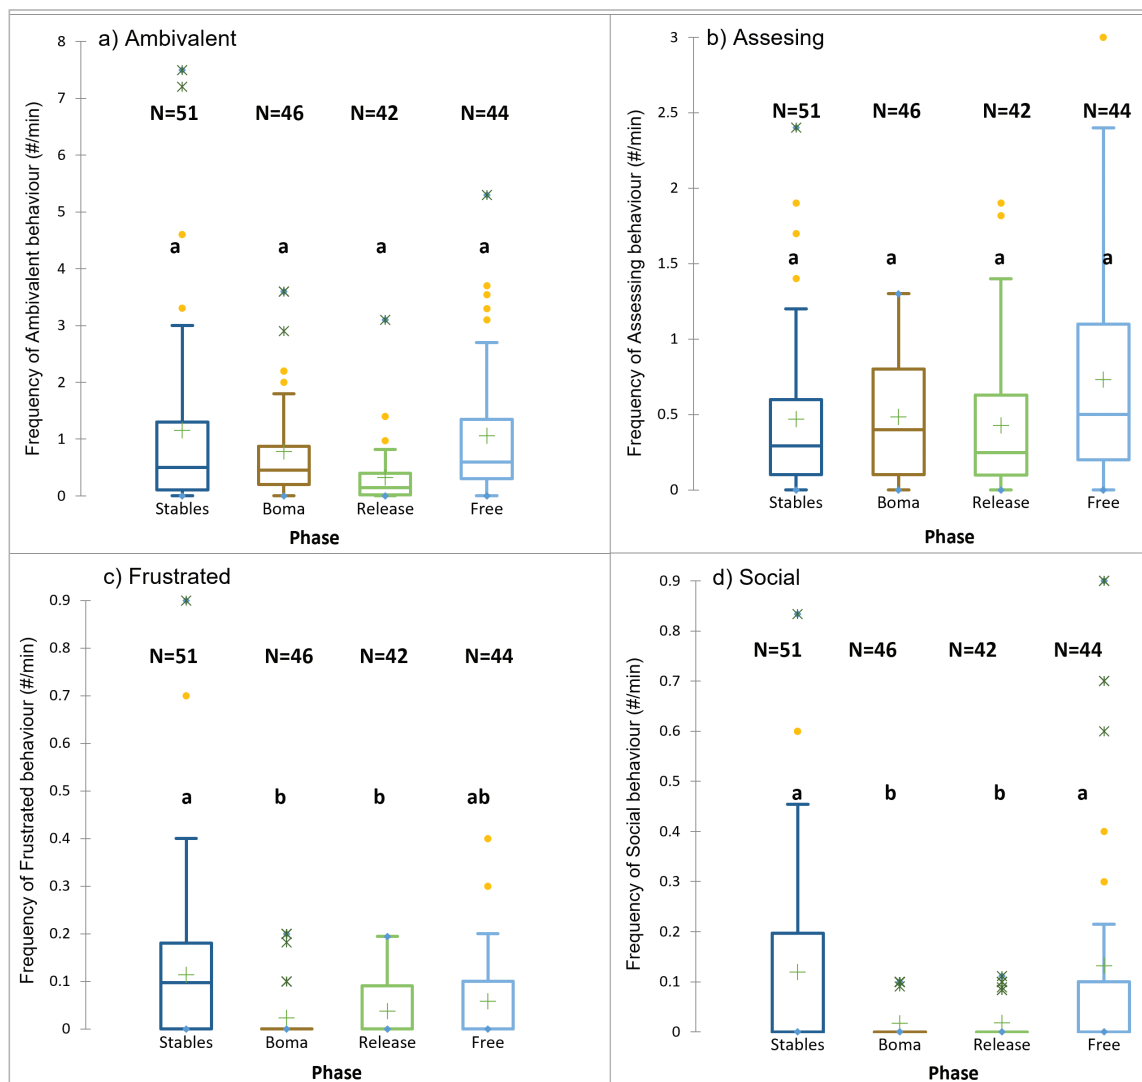 a) Ambivalent
Frequency of Ambivalent behaviour (#/min)
8
7
6
5
4
3
2
1
0
N=51 N=46 N=42 N=44
a a a a
Stables Boma Release Free
Phase
b) Assesing
Frequency of Assessing behaviour (#/min)
3
2.5
2
1.5
1
0.5
0
N=51 N=46 N=42 N=44
a a a a
Stables Boma Release Free
Phase
c) Frustrated
Frequency of Frustrated behaviour (#/min)
0.9
0.8
0.7
0.6
0.5
0.4
0.3
0.2
0.1
0
N=51 N=46 N=42 N=44
a b b ab
Stables Boma Release Free
Phase
d) Social
Frequency of Social behaviour (#/min)
0.9
0.8
0.7
0.6
0.5
0.4
0.3
0.2
0.1
0
N=51 N=46 N=42 N=44
a b b a
Stables Boma Release Free
Phase